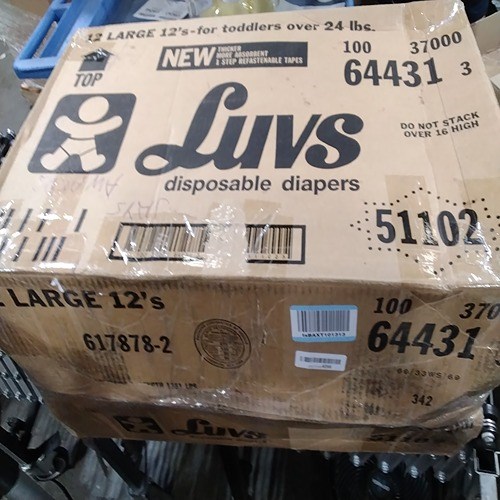 12 LARGE 12's-for toddlers over 24 lbs.
NEW THICKER
MORE ABSORBENT
1 STEP REFASTENABLE TAPES
100 37000
64431 3
TOP
Luvs
disposable diapers
DO NOT STACK
OVER 16 HIGH
51102
LARGE 12's
100 370
64431
617878-2
342
Luvs